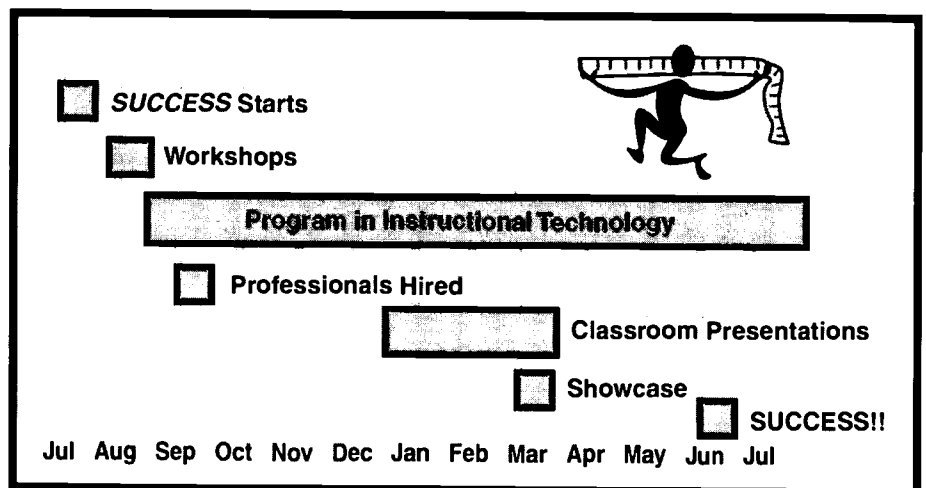 SUCCESS Starts
Workshops
Program in Instructional Technology
Professionals Hired
Classroom Presentations
Showcase
SUCCESS!!
Jul Aug Sep Oct Nov Dec Jan Feb Mar Apr May Jun Jul